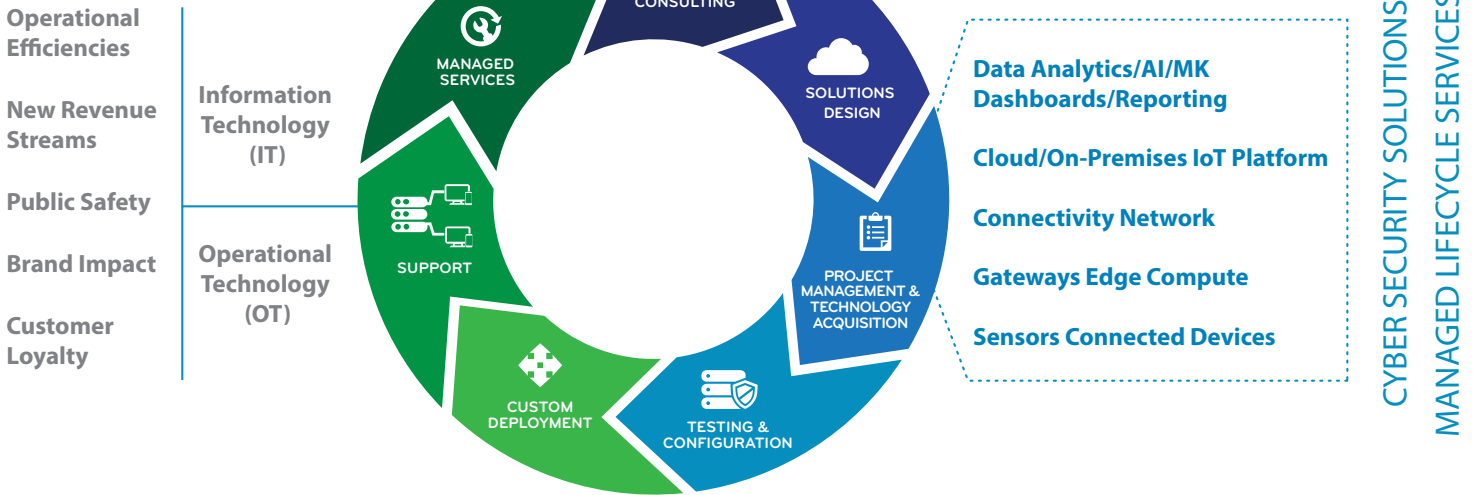 Operational
Efficiencies
New Revenue
Streams
Public Safety
Brand Impact
Customer
Loyalty
Information
Technology
(IT)
Operational
Technology
(OT)
CONSULTING
SOLUTIONS
DESIGN
PROJECT
MANAGEMENT &
TECHNOLOGY
ACQUISITION
TESTING &
CONFIGURATION
CUSTOM
DEPLOYMENT
SUPPORT
MANAGED
SERVICES
Data Analytics/AI/MK
Dashboards/Reporting
Cloud/On-Premises IoT Platform
Connectivity Network
Gateways Edge Compute
Sensors Connected Devices
CYBER SECURITY SOLUTIONS
MANAGED LIFECYCLE SERVICES